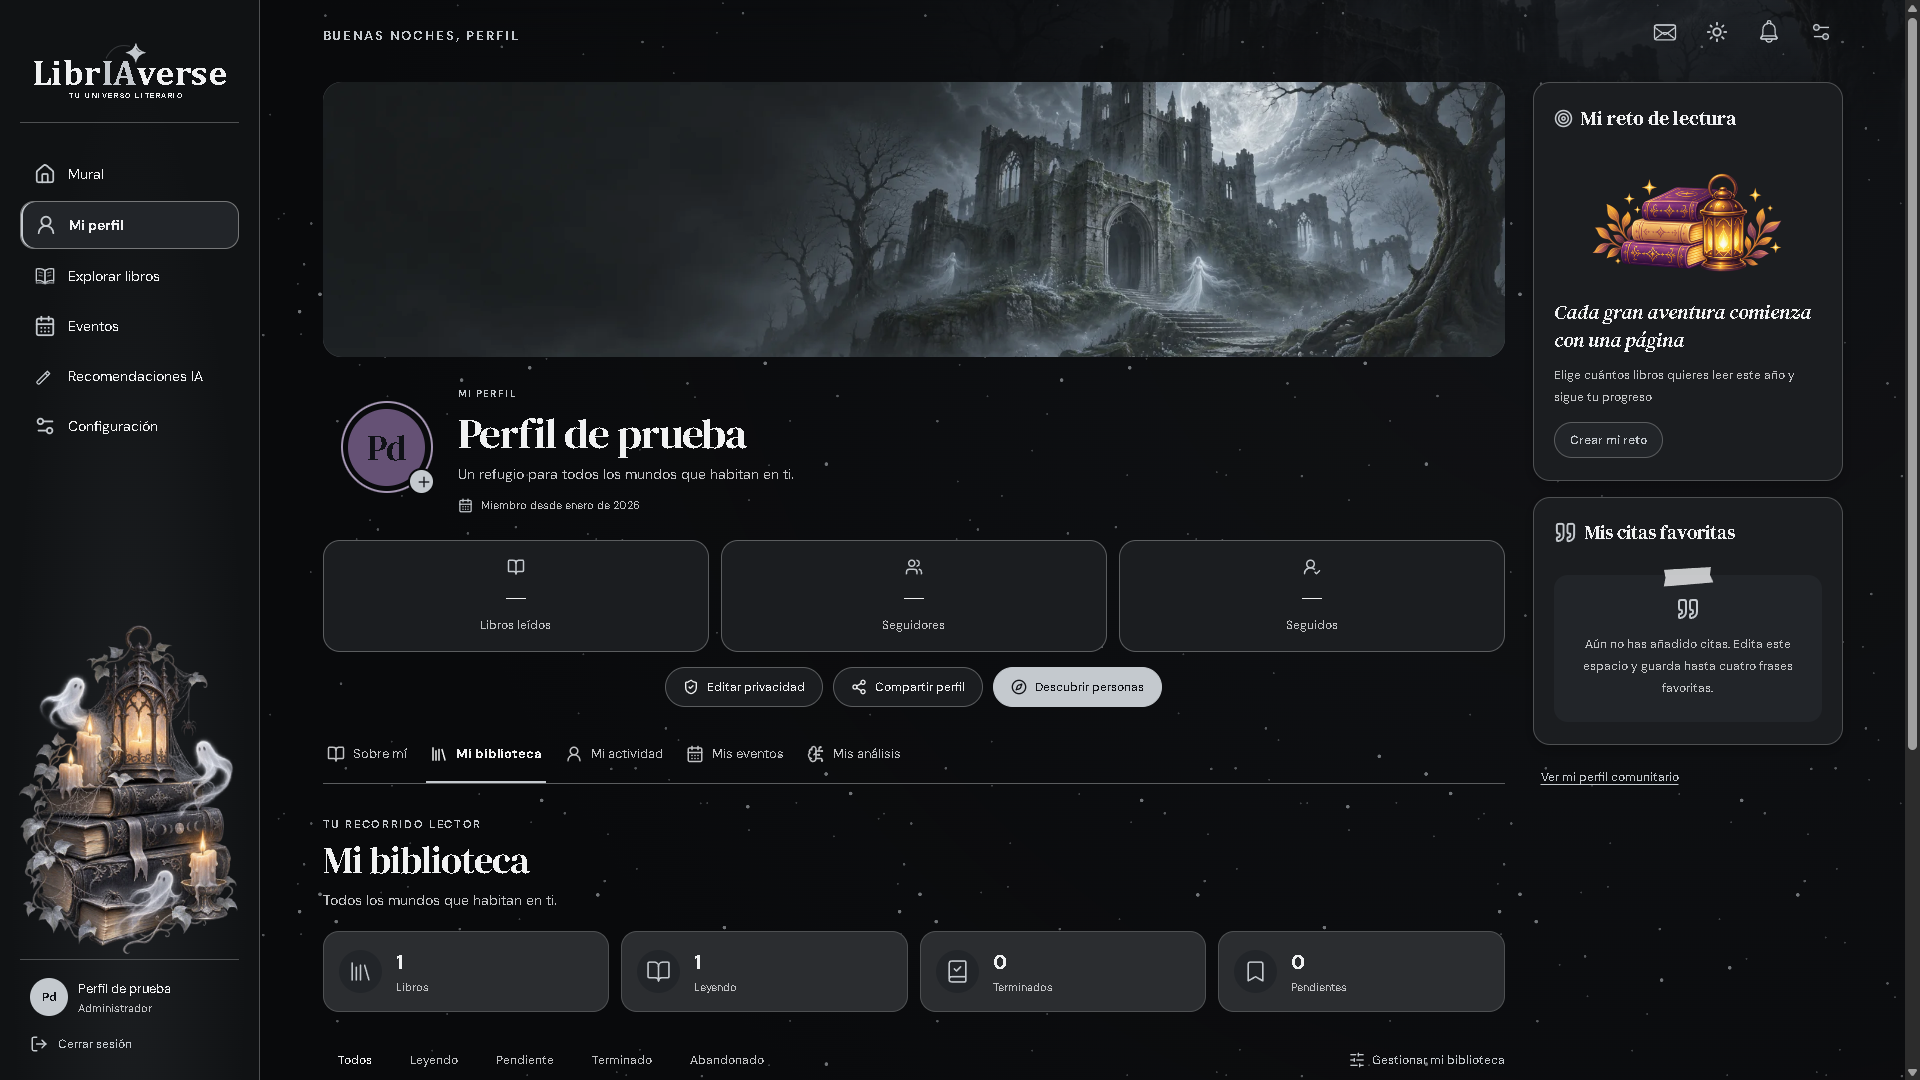 LibrIAverse
TU UNIVERSO LITERARIO
Mural
Mi perfil
Explorar libros
Eventos
Recomendaciones IA
Configuración
Pd
Perfil de prueba
Administrador
Cerrar sesión
BUENAS NOCHES, PERFIL
Pd
MI PERFIL
Perfil de prueba
Un refugio para todos los mundos que habitan en ti.
Miembro desde enero de 2026
—
Libros leídos
—
Seguidores
—
Seguidos
Editar privacidad
Compartir perfil
Descubrir personas
Sobre mí
Mi biblioteca
Mi actividad
Mis eventos
Mis análisis
TU RECORRIDO LECTOR
Mi biblioteca
Todos los mundos que habitan en ti.
1
Libros
1
Leyendo
0
Terminados
0
Pendientes
Todos
Leyendo
Pendiente
Terminado
Abandonado
Gestionar mi biblioteca
Mi reto de lectura
Cada gran aventura comienza
con una página
Elige cuántos libros quieres leer este año y
sigue tu progreso
Crear mi reto
Mis citas favoritas
Aún no has añadido citas. Edita este
espacio y guarda hasta cuatro frases
favoritas.
Ver mi perfil comunitario